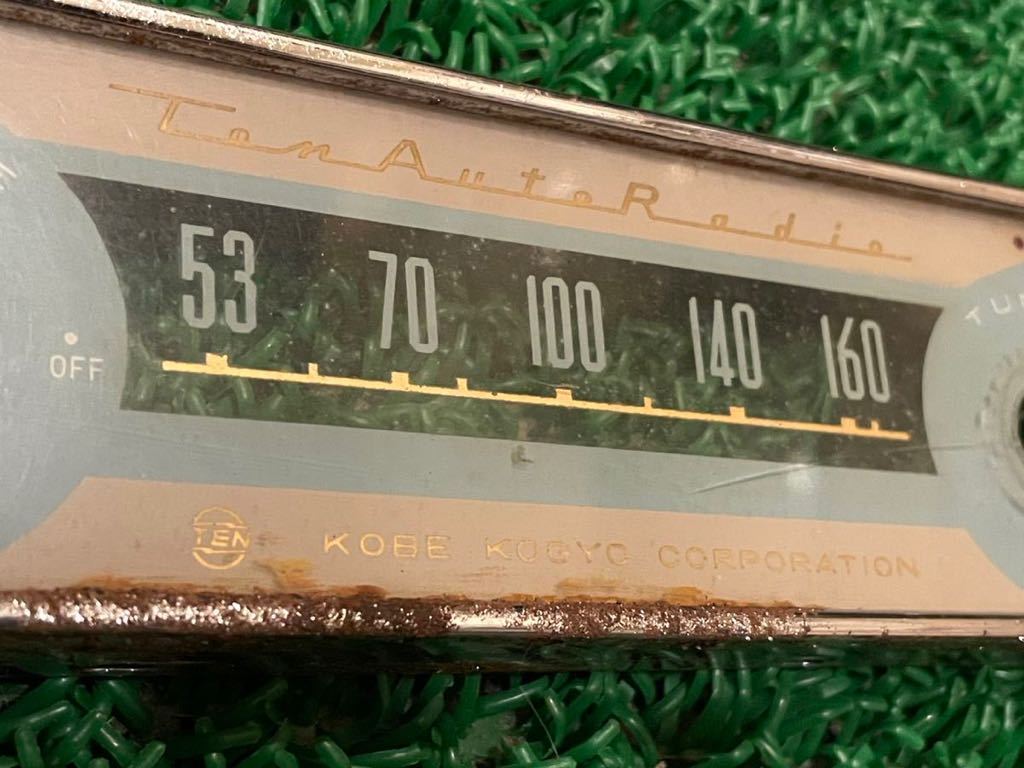 Ten Auto Radio
53 70 100 140 160
OFF
TEN KOBE KOGYO CORPORATION